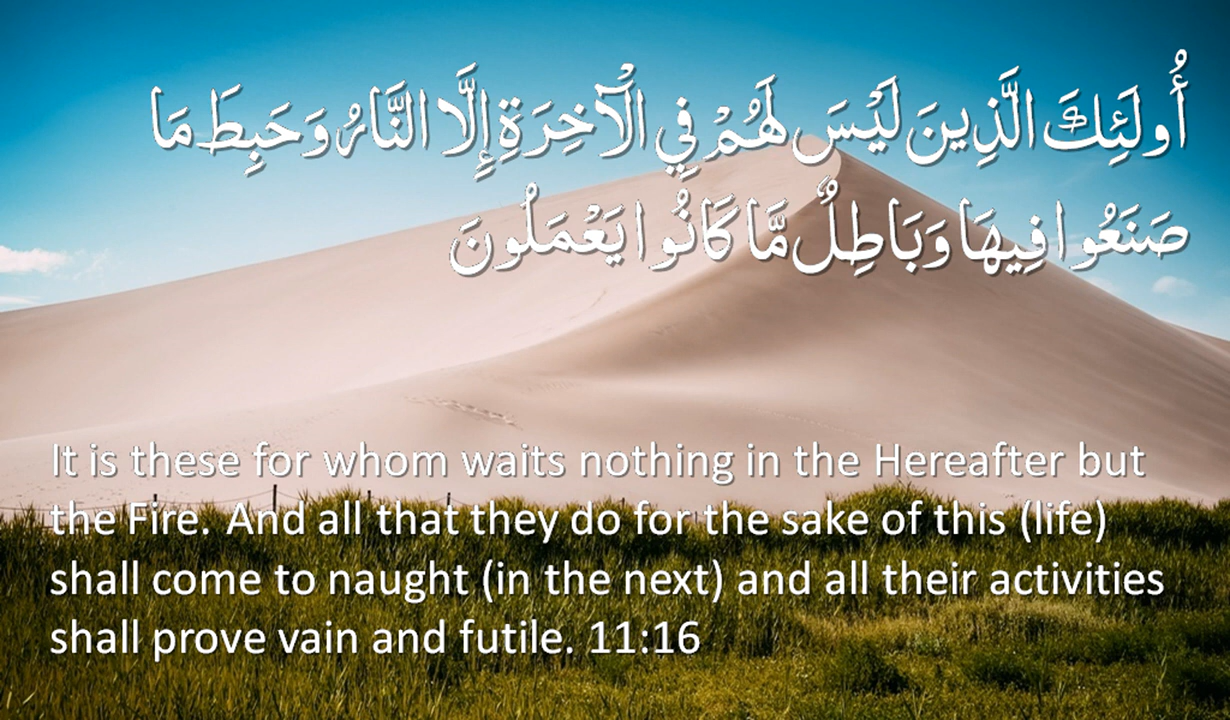 أُولَئِكَ الَّذِينَ لَيْسَ لَهُمْ فِي الْآخِرَةِ إِلَّا النَّارُ وَحَبِطَ مَا
صَنَعُوا فِيهَا وَبَاطِلٌ مَّا كَانُوا يَعْمَلُونَ
It is these for whom waits nothing in the Hereafter but
the Fire. And all that they do for the sake of this (life)
shall come to naught (in the next) and all their activities
shall prove vain and futile. 11:16